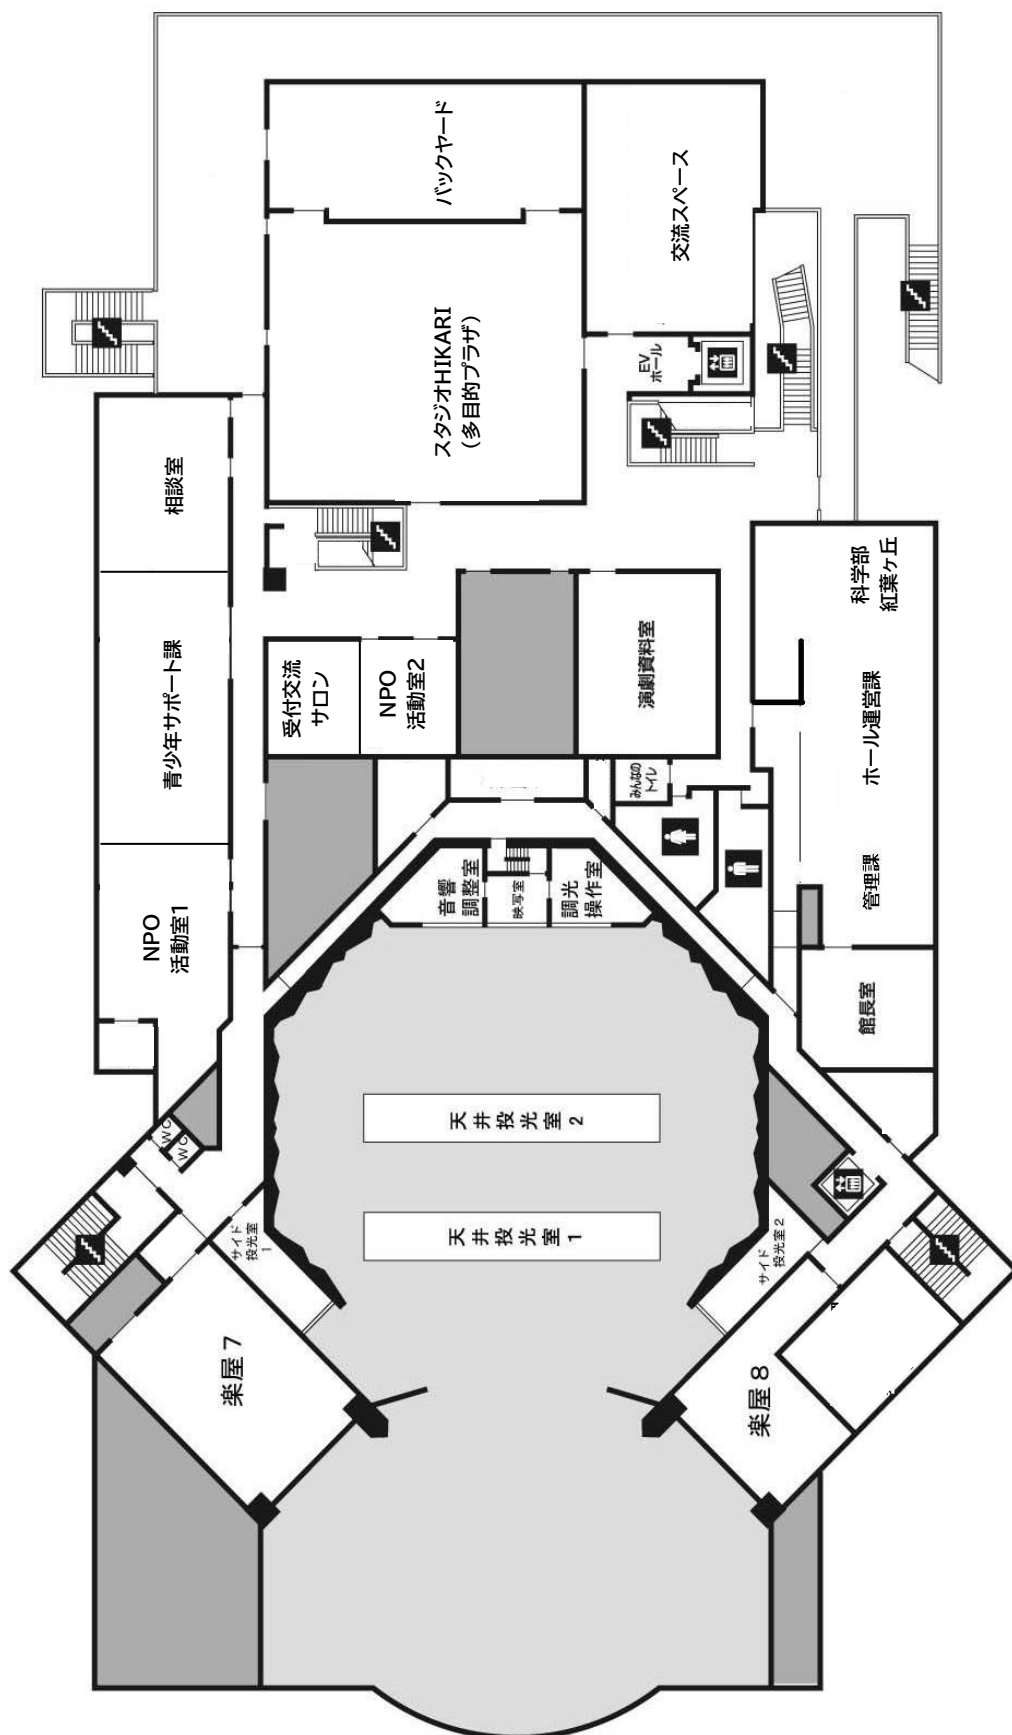 バックヤード
交流スペース
スタジオHIKARI
（多目的プラザ）
EV
ホール
相談室
青少年サポート課
NPO
活動室1
受付交流
サロン
NPO
活動室2
演劇資料室
科学部
紅葉ヶ丘
ホール運営課
管理課
館長室
みんなの
トイレ
音響
調整室
映写室
調光
操作室
天井投光室2
天井投光室1
WC
WC
サイド
投光室
1
サイド
投光室2
楽屋7
楽屋8